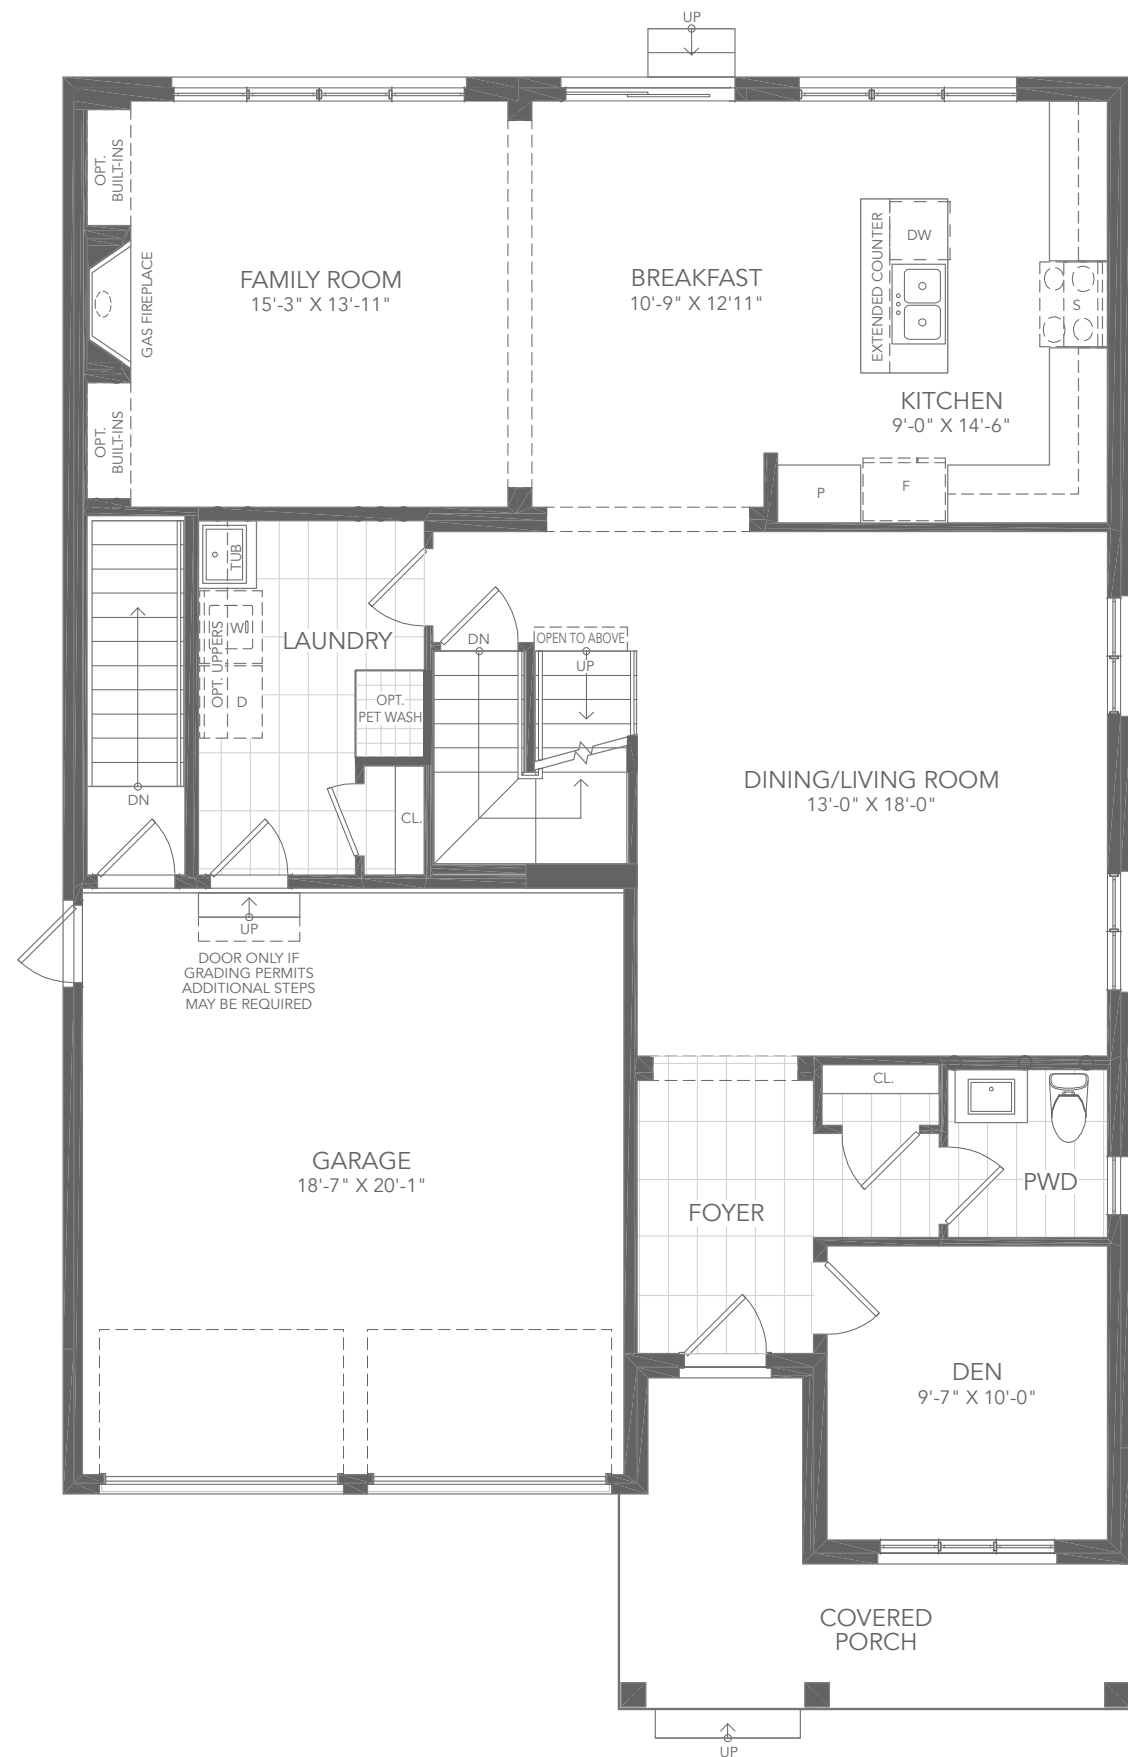 UP
OPT.
BUILT-INS
GAS FIREPLACE
OPT.
BUILT-INS
FAMILY ROOM
15'-3" X 13'-11"
BREAKFAST
10'-9" X 12'11"
EXTENDED COUNTER
DW
S
KITCHEN
9'-0" X 14'-6"
P
F
TUB
W
OPT. UPPERS
D
LAUNDRY
OPT.
PET WASH
CL.
DN
DN
OPEN TO ABOVE
UP
DINING/LIVING ROOM
13'-0" X 18'-0"
UP
DOOR ONLY IF
GRADING PERMITS
ADDITIONAL STEPS
MAY BE REQUIRED
GARAGE
18'-7" X 20'-1"
CL.
PWD
FOYER
DEN
9'-7" X 10'-0"
COVERED
PORCH
UP